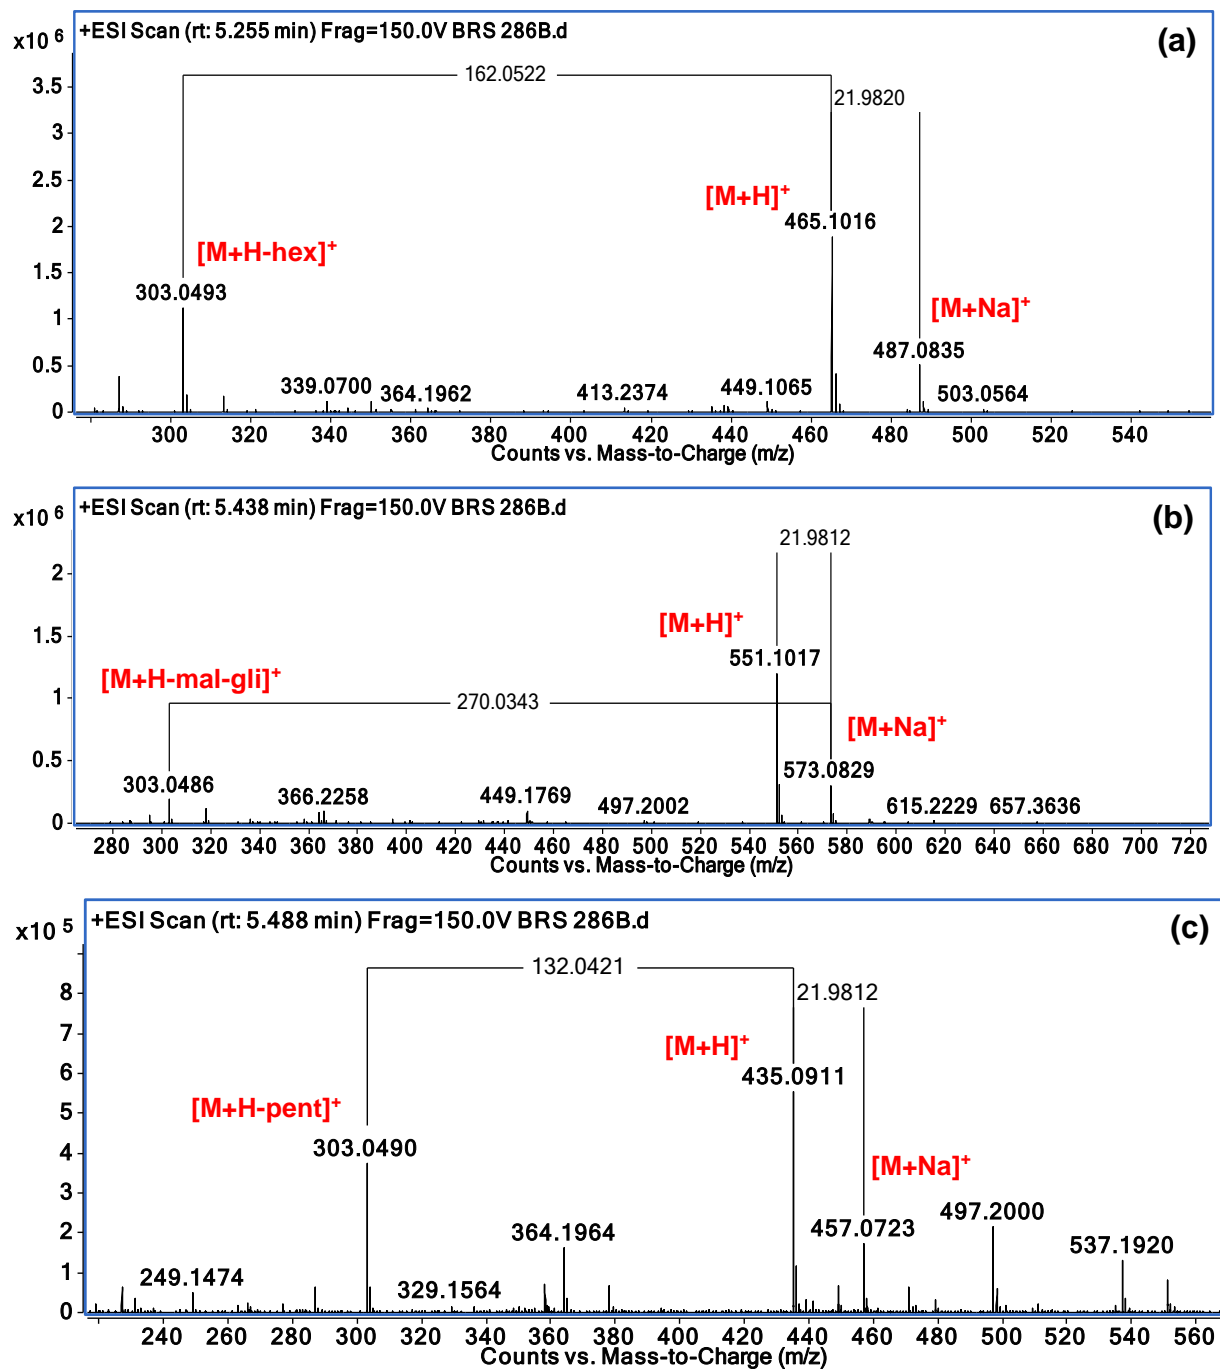 +ESI Scan (rt: 5.255 min) Frag=150.0V BRS 286B.d
(a)
x10 6
162.0522
21.9820
3.5
3
2.5
2
1.5
1
0.5
0
[M+H]+
465.1016
[M+H-hex]+
303.0493
[M+Na]+
487.0835
339.0700
364.1962
413.2374
449.1065
503.0564
300 320 340 360 380 400 420 440 460 480 500 520 540
Counts vs. Mass-to-Charge (m/z)
+ESI Scan (rt: 5.438 min) Frag=150.0V BRS 286B.d
(b)
x10 6
21.9812
2
1.5
1
0.5
0
[M+H]+
551.1017
[M+H-mal-gli]+
270.0343
[M+Na]+
573.0829
303.0486
366.2258
449.1769
497.2002
615.2229
657.3636
280 300 320 340 360 380 400 420 440 460 480 500 520 540 560 580 600 620 640 660 680 700 720
Counts vs. Mass-to-Charge (m/z)
+ESI Scan (rt: 5.488 min) Frag=150.0V BRS 286B.d
(c)
x10 5
132.0421
21.9812
8
7
6
5
4
3
2
1
0
[M+H]+
435.0911
[M+H-pent]+
303.0490
[M+Na]+
457.0723
497.2000
364.1964
537.1920
249.1474
329.1564
240 260 280 300 320 340 360 380 400 420 440 460 480 500 520 540 560
Counts vs. Mass-to-Charge (m/z)